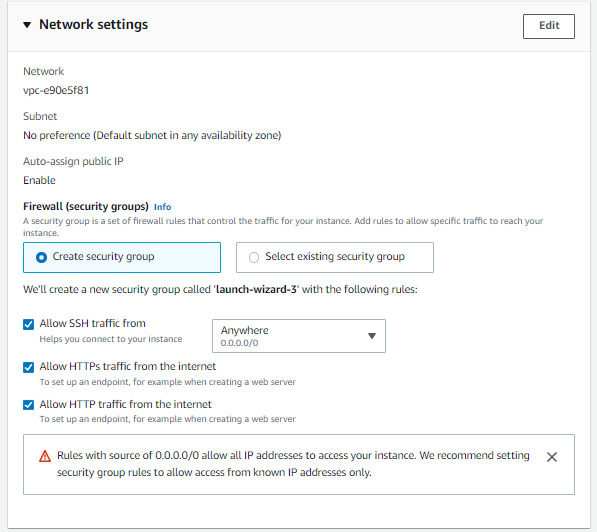 Network settings
Edit
Network
vpc-e90e5f81
Subnet
No preference (Default subnet in any availability zone)
Auto-assign public IP
Enable
Firewall (security groups) Info
A security group is a set of firewall rules that control the traffic for your instance. Add rules to allow specific traffic to reach your
instance.
Create security group
Select existing security group
We'll create a new security group called 'launch-wizard-3' with the following rules:
Allow SSH traffic from
Helps you connect to your instance
Anywhere
0.0.0.0/0
Allow HTTPs traffic from the internet
To set up an endpoint, for example when creating a web server
Allow HTTP traffic from the internet
To set up an endpoint, for example when creating a web server
Rules with source of 0.0.0.0/0 allow all IP addresses to access your instance. We recommend setting
security group rules to allow access from known IP addresses only.